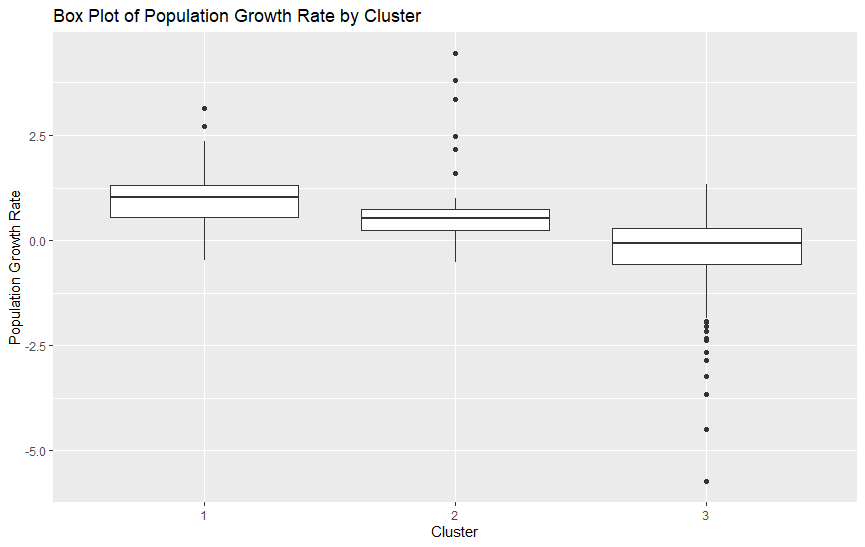 Box Plot of Population Growth Rate by Cluster
Population Growth Rate
2.5
0.0
-2.5
-5.0
1 2 3
Cluster